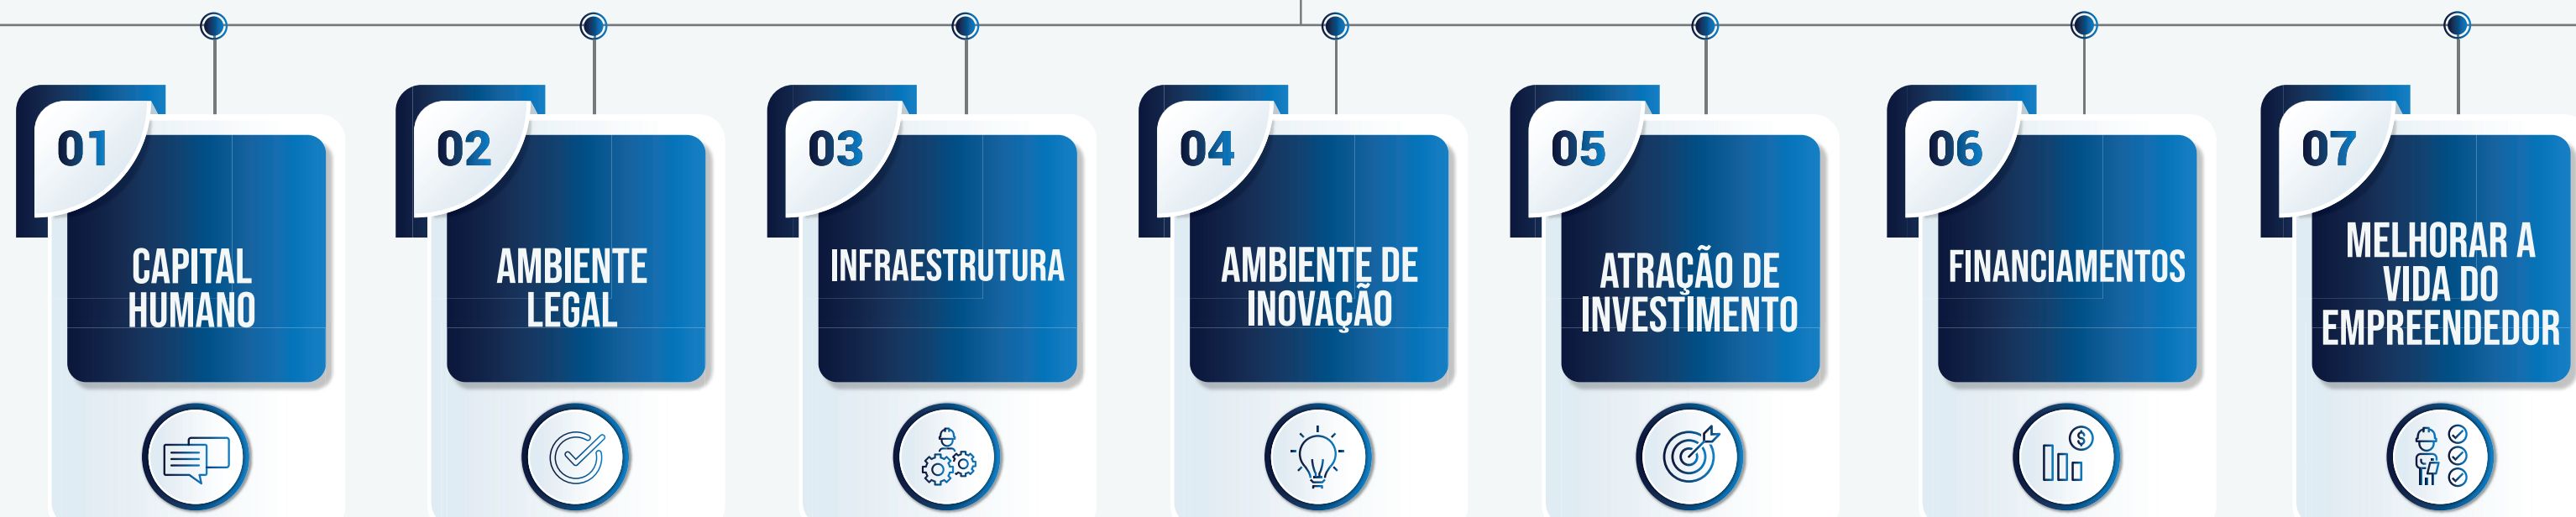 01
CAPITAL
HUMANO
02
AMBIENTE
LEGAL
03
INFRAESTRUTURA
04
AMBIENTE DE
INOVAÇÃO
05
ATRAÇÃO DE
INVESTIMENTO
06
FINANCIAMENTOS
07
MELHORAR A
VIDA DO
EMPREENDEDOR